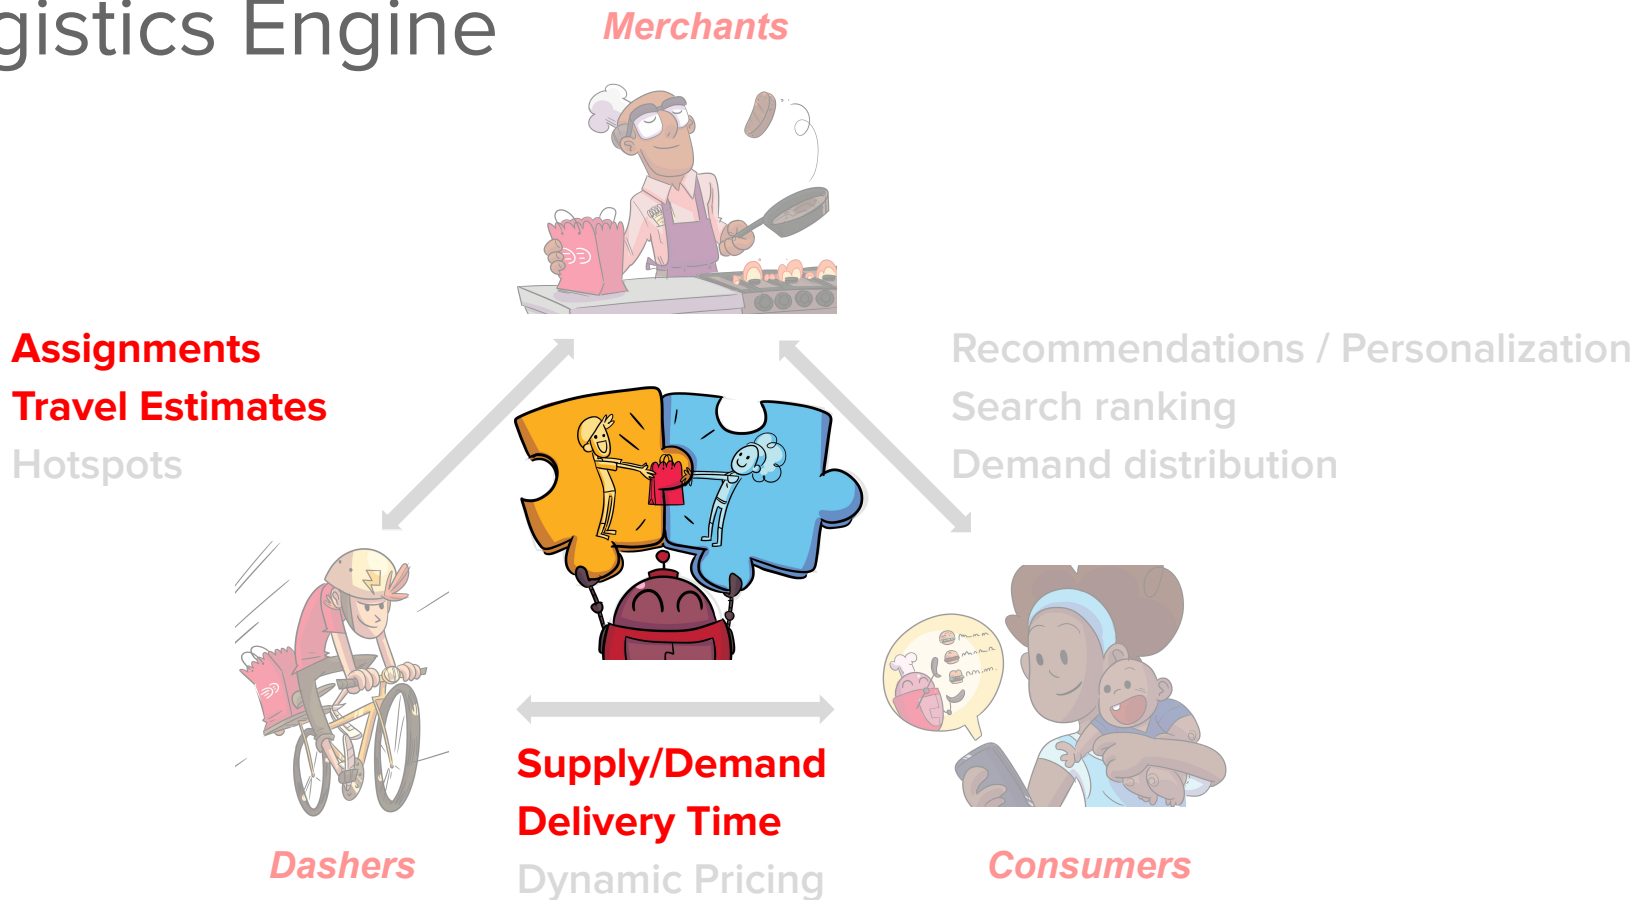 gistics Engine
Merchants
Assignments
Travel Estimates
Hotspots
Recommendations / Personalization
Search ranking
Demand distribution
Supply/Demand
Delivery Time
Dynamic Pricing
Dashers
Consumers